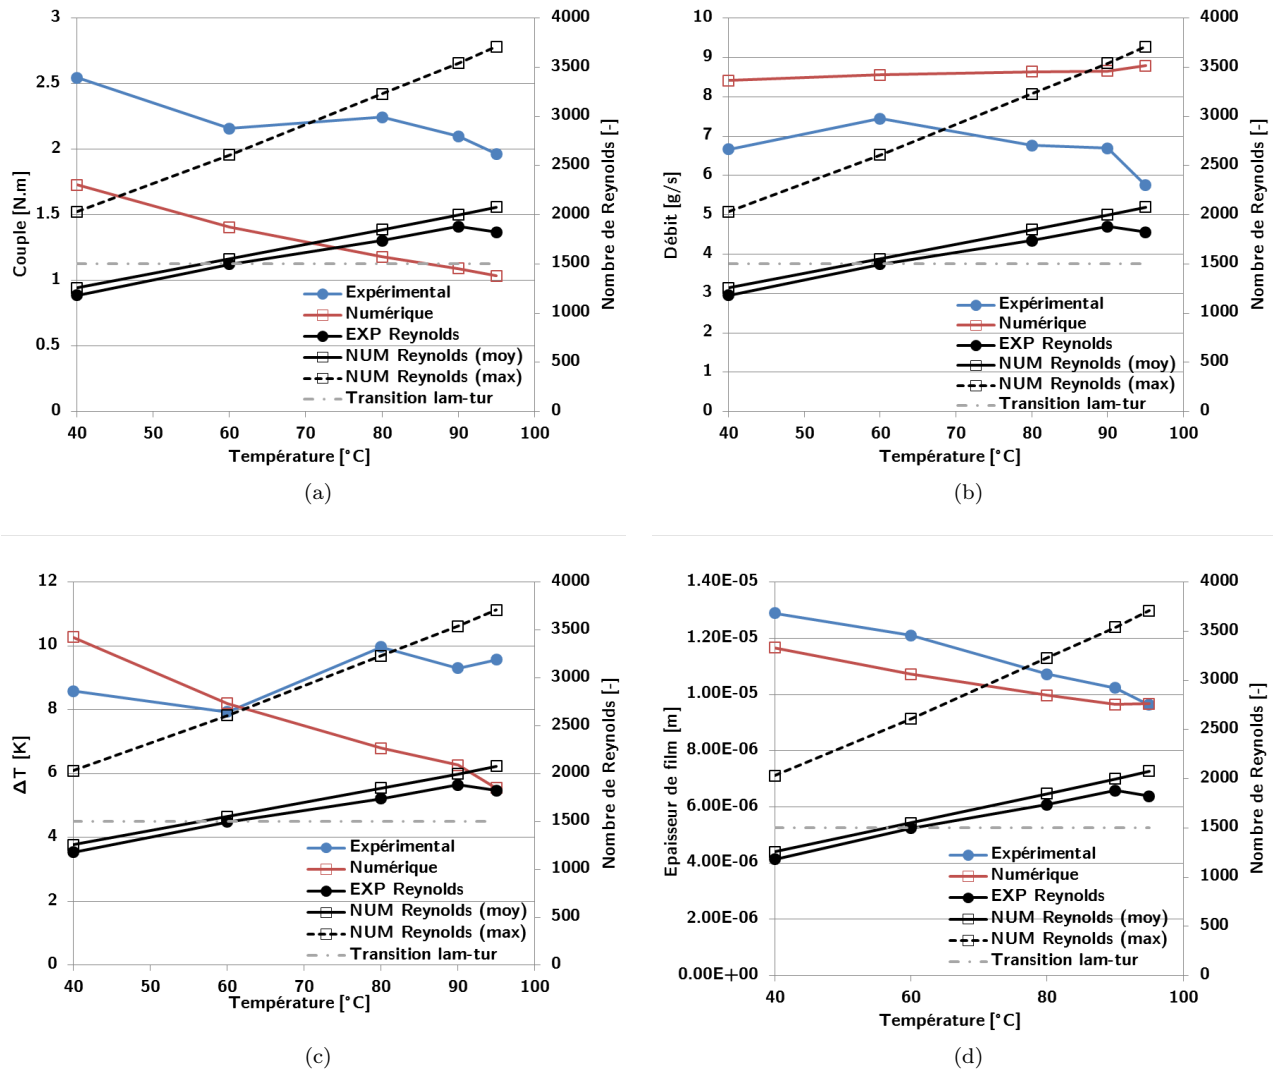 3
2.5
2
1.5
1
0.5
0
Couple [N.m]
4000
3500
3000
2500
2000
1500
1000
500
0
Nombre de Reynolds [-]
Expérimental
Numérique
EXP Reynolds
NUM Reynolds (moy)
NUM Reynolds (max)
Transition lam-tur
40 50 60 70 80 90 100
Température [°C]
(a)
10
9
8
7
6
5
4
3
2
1
0
Débit [g/s]
4000
3500
3000
2500
2000
1500
1000
500
0
Nombre de Reynolds [-]
Expérimental
Numérique
EXP Reynolds
NUM Reynolds (moy)
NUM Reynolds (max)
Transition lam-tur
40 50 60 70 80 90 100
Température [°C]
(b)
12
10
8
6
4
2
0
ΔT [K]
4000
3500
3000
2500
2000
1500
1000
500
0
Nombre de Reynolds [-]
Expérimental
Numérique
EXP Reynolds
NUM Reynolds (moy)
NUM Reynolds (max)
Transition lam-tur
40 50 60 70 80 90 100
Température [°C]
(c)
1.40E-05
1.20E-05
1.00E-05
8.00E-06
6.00E-06
4.00E-06
2.00E-06
0.00E+00
Epaisseur de film [m]
4000
3500
3000
2500
2000
1500
1000
500
0
Nombre de Reynolds [-]
Expérimental
Numérique
EXP Reynolds
NUM Reynolds (moy)
NUM Reynolds (max)
Transition lam-tur
40 60 80 100
Température [°C]
(d)